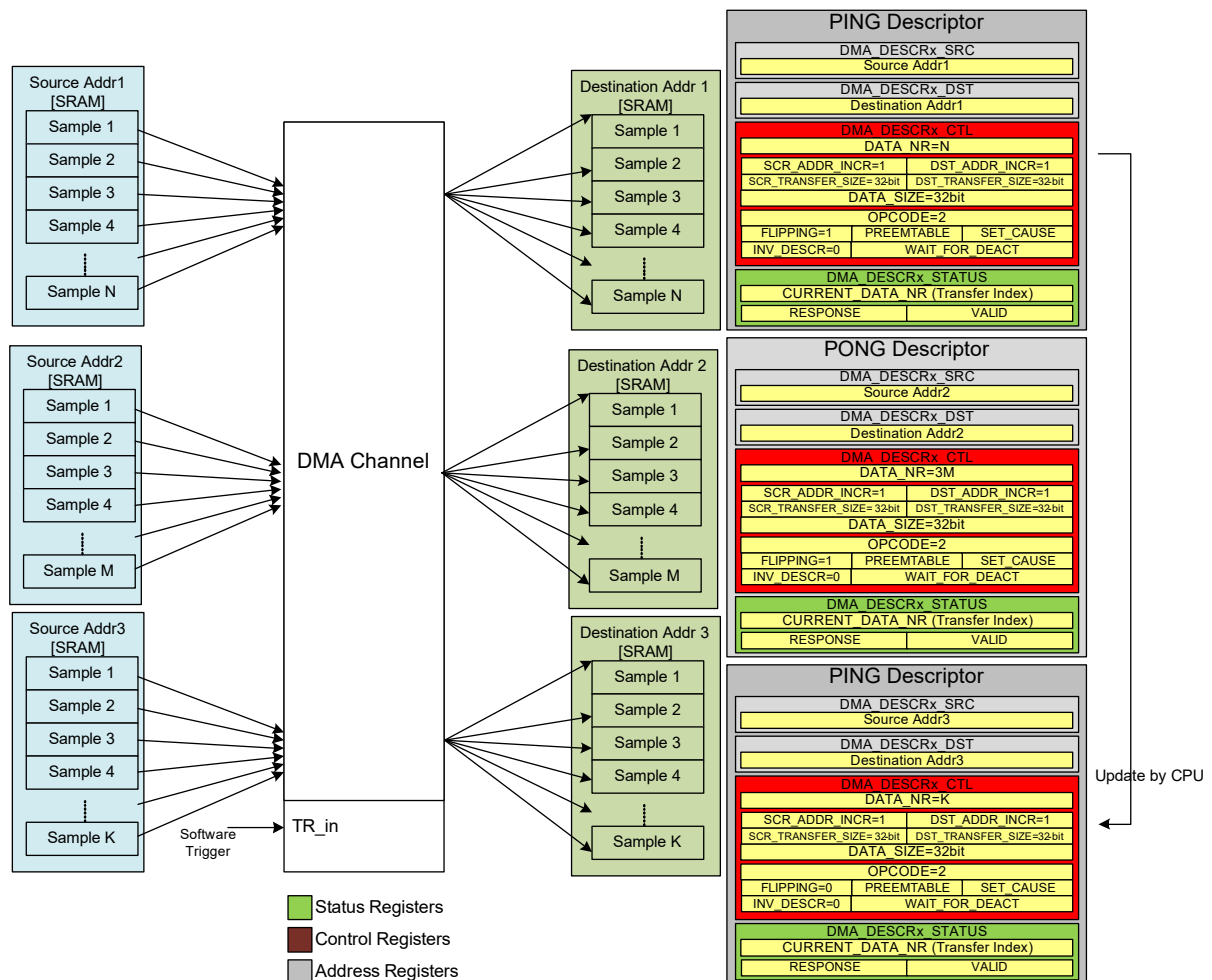 Source Addr1
[SRAM]
Sample 1
Sample 2
Sample 3
Sample 4
Sample N
Source Addr2
[SRAM]
Sample 1
Sample 2
Sample 3
Sample 4
Sample M
Source Addr3
[SRAM]
Sample 1
Sample 2
Sample 3
Sample 4
Sample K
Software
Trigger
DMA Channel
TR_in
Destination Addr 1
[SRAM]
Sample 1
Sample 2
Sample 3
Sample 4
Sample N
Destination Addr 2
[SRAM]
Sample 1
Sample 2
Sample 3
Sample 4
Sample M
Destination Addr 3
[SRAM]
Sample 1
Sample 2
Sample 3
Sample 4
Sample K
PING Descriptor
DMA_DESCRx_SRC
Source Addr1
DMA_DESCRx_DST
Destination Addr1
DMA_DESCRx_CTL
DATA_NR=N
SCR_ADDR_INCR=1 DST_ADDR_INCR=1
SCR_TRANSFER_SIZE=32-bit DST_TRANSFER_SIZE=32-bit
DATA_SIZE=32bit
OPCODE=2
FLIPPING=1 PREEMTABLE SET_CAUSE
INV_DESCR=0 WAIT_FOR_DEACT
DMA_DESCRx_STATUS
CURRENT_DATA_NR (Transfer Index)
RESPONSE VALID
PONG Descriptor
DMA_DESCRx_SRC
Source Addr2
DMA_DESCRx_DST
Destination Addr2
DMA_DESCRx_CTL
DATA_NR=3M
SCR_ADDR_INCR=1 DST_ADDR_INCR=1
SCR_TRANSFER_SIZE=32-bit DST_TRANSFER_SIZE=32-bit
DATA_SIZE=32bit
OPCODE=2
FLIPPING=1 PREEMTABLE SET_CAUSE
INV_DESCR=0 WAIT_FOR_DEACT
DMA_DESCRx_STATUS
CURRENT_DATA_NR (Transfer Index)
RESPONSE VALID
PING Descriptor
DMA_DESCRx_SRC
Source Addr3
DMA_DESCRx_DST
Destination Addr3
DMA_DESCRx_CTL
DATA_NR=K
SCR_ADDR_INCR=1 DST_ADDR_INCR=1
SCR_TRANSFER_SIZE=32-bit DST_TRANSFER_SIZE=32-bit
DATA_SIZE=32bit
OPCODE=2
FLIPPING=0 PREEMTABLE SET_CAUSE
INV_DESCR=0 WAIT_FOR_DEACT
DMA_DESCRx_STATUS
CURRENT_DATA_NR (Transfer Index)
RESPONSE VALID
Update by CPU
Status Registers
Control Registers
Address Registers